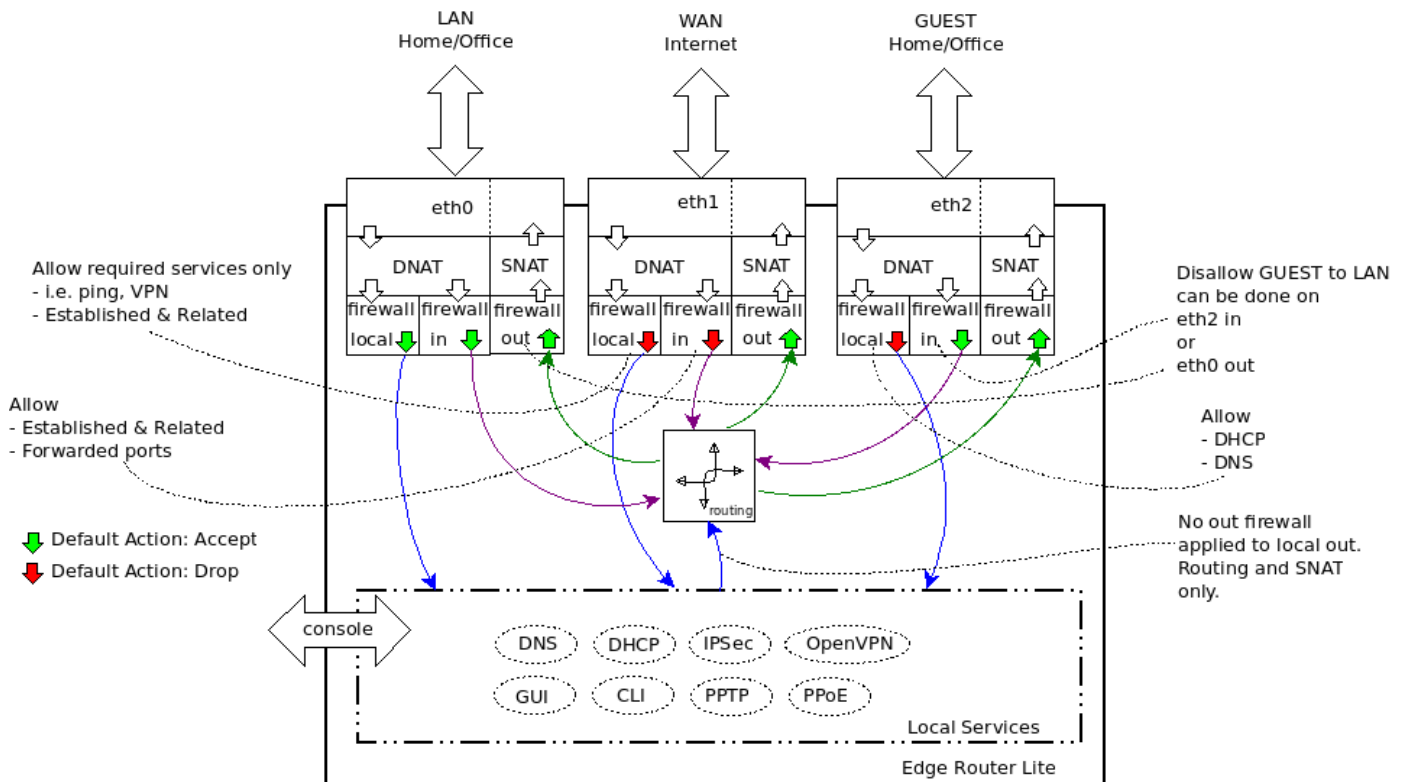 LAN
Home/Office
WAN
Internet
GUEST
Home/Office
eth0
eth1
eth2
DNAT
SNAT
DNAT
SNAT
DNAT
SNAT
firewall
local
firewall
in
firewall
out
firewall
local
firewall
in
firewall
out
firewall
local
firewall
in
firewall
out
Allow required services only
- i.e. ping, VPN
- Established & Related
Allow
- Established & Related
- Forwarded ports
Disallow GUEST to LAN
can be done on
eth2 in
or
eth0 out
Allow
- DHCP
- DNS
routing
Default Action: Accept
Default Action: Drop
No out firewall
applied to local out.
Routing and SNAT
only.
console
DNS
DHCP
IPSec
OpenVPN
GUI
CLI
PPTP
PPoE
Local Services
Edge Router Lite